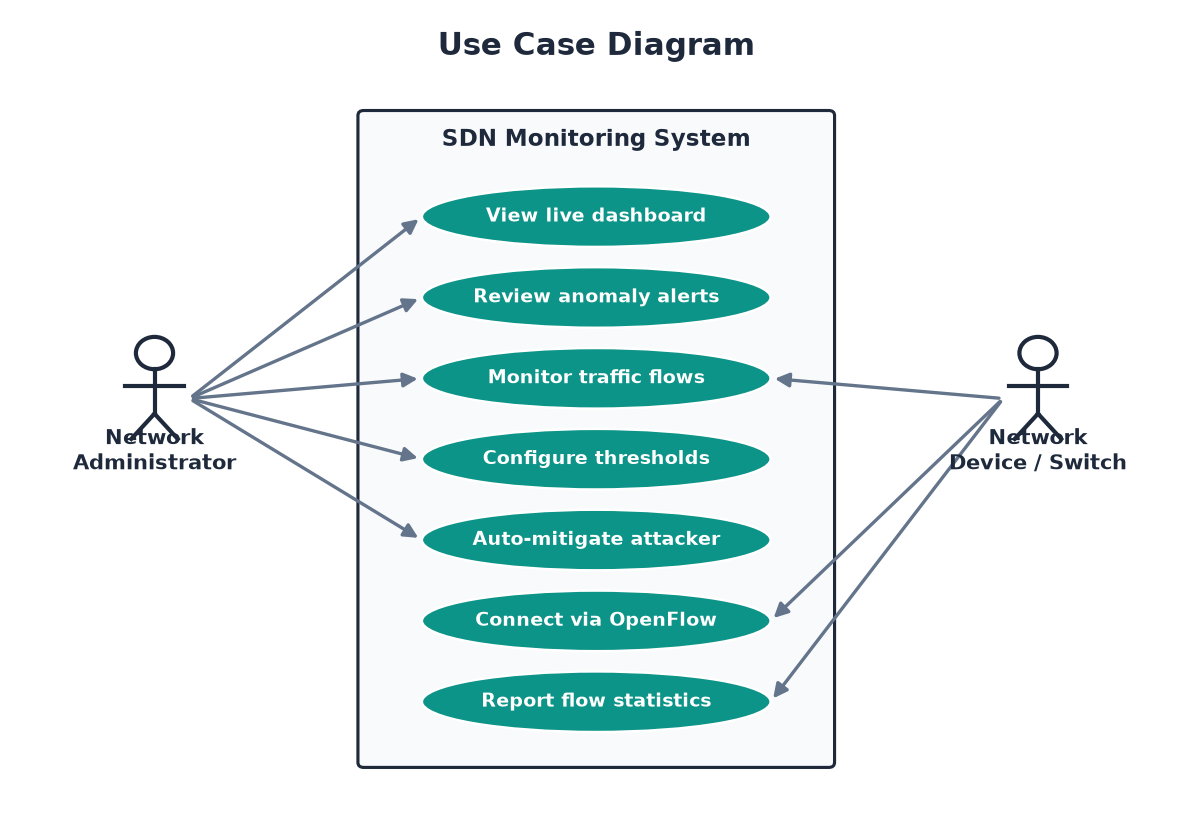 Use Case Diagram
SDN Monitoring System
View live dashboard
Review anomaly alerts
Monitor traffic flows
Configure thresholds
Auto-mitigate attacker
Connect via OpenFlow
Report flow statistics
Network
Administrator
Network
Device / Switch